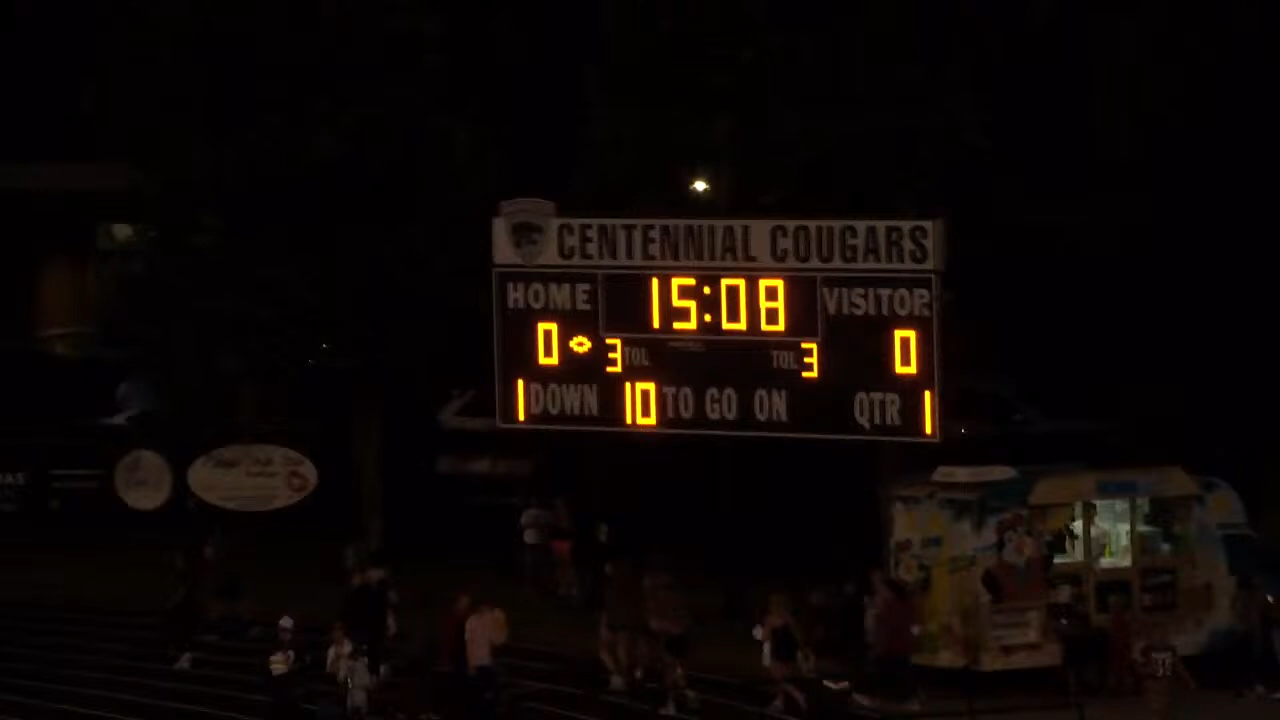 CENTENNIAL COUGARS
HOME 15:08 VISITOR
0 3 TOL TOL 3 0
1 DOWN 10 TO GO ON QTR 1